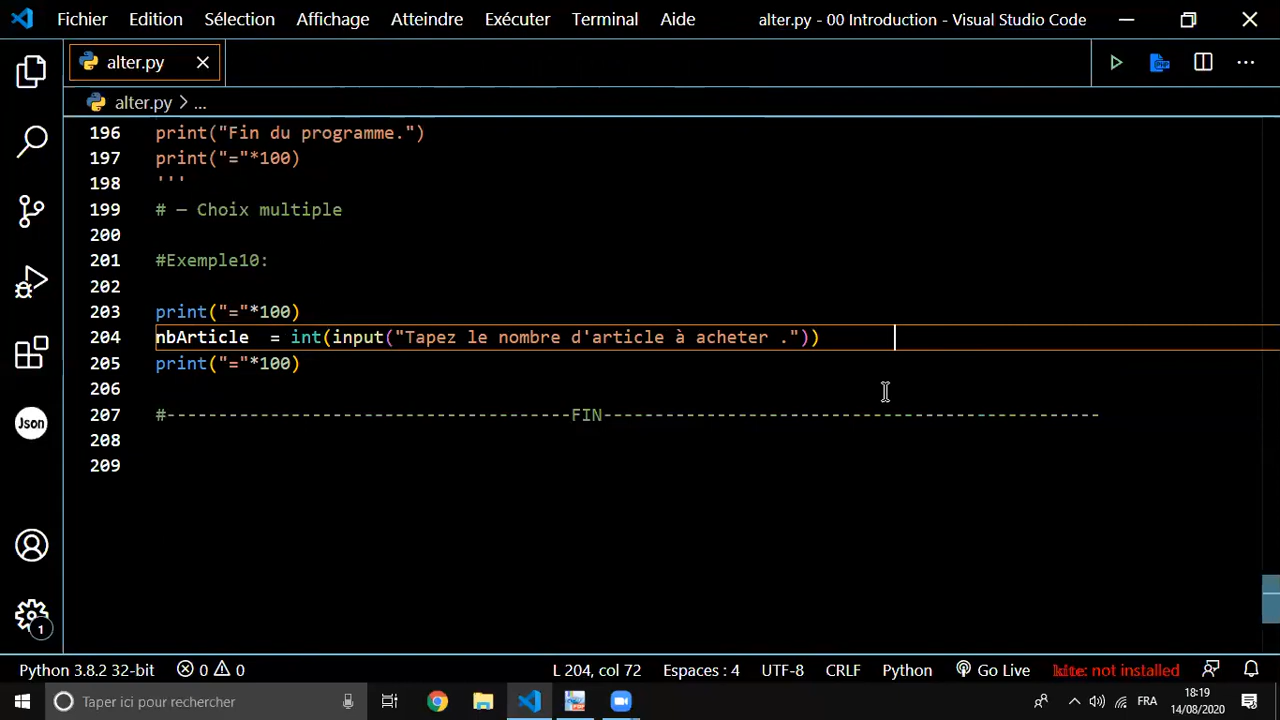 Fichier Edition Sélection Affichage Atteindre Exécuter Terminal Aide alter.py - 00 Introduction - Visual Studio Code
alter.py
alter.py > ...
196 print("Fin du programme.")
197 print("="*100)
198 '''
199 # — Choix multiple
200
201 #Exemple10:
202
203 print("="*100)
204 nbArticle  = int(input("Tapez le nombre d'article à acheter ."))
205 print("="*100)
206
207 #---------------------------------------FIN------------------------------------------------
208
209
Json
1
Python 3.8.2 32-bit 0 0 L 204, col 72 Espaces : 4 UTF-8 CRLF Python Go Live kite: not installed
Taper ici pour rechercher FRA 18:19
14/08/2020